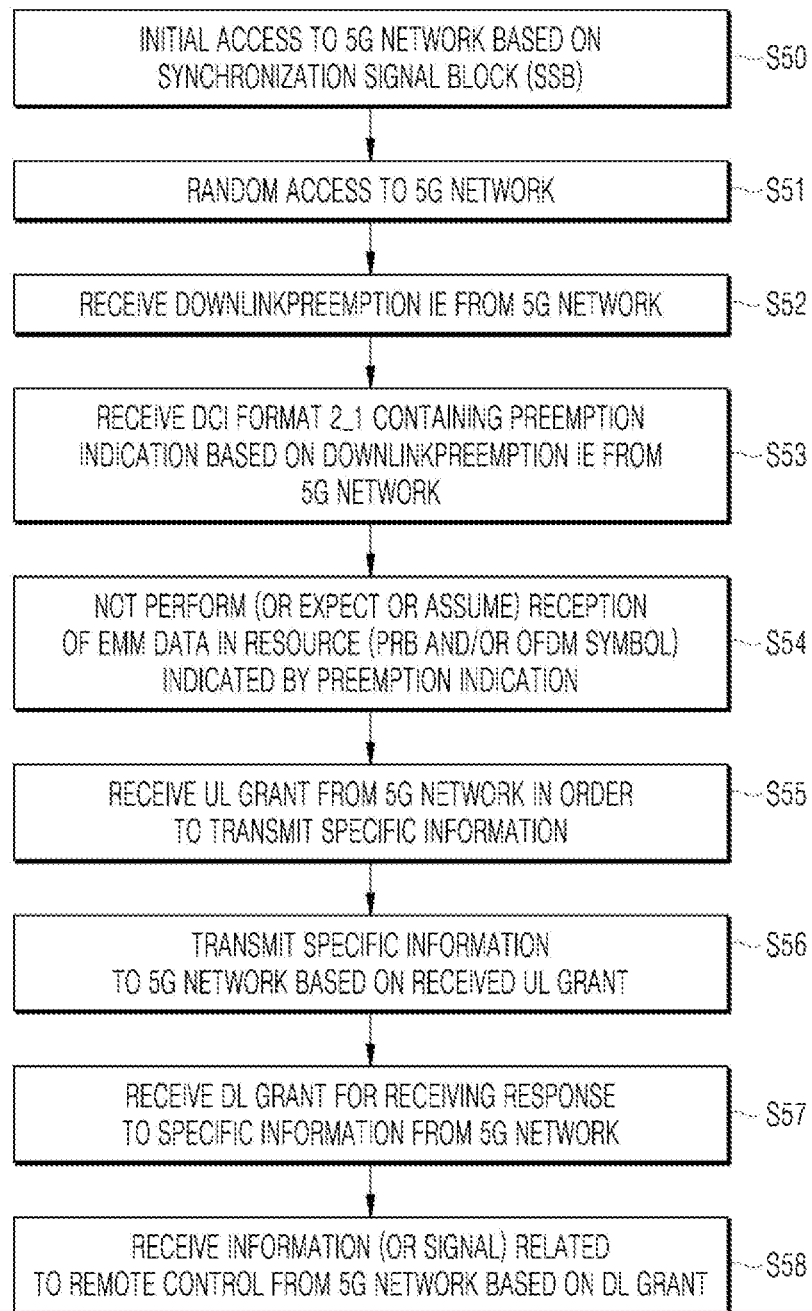 INITIAL ACCESS TO 5G NETWORK BASED ON
SYNCHRONIZATION SIGNAL BLOCK (SSB)
S50
RANDOM ACCESS TO 5G NETWORK
S51
RECEIVE DOWNLINKPREEMPTION IE FROM 5G NETWORK
S52
RECEIVE DCI FORMAT 2_1 CONTAINING PREEMPTION
INDICATION BASED ON DOWNLINKPREEMPTION IE FROM
5G NETWORK
S53
NOT PERFORM (OR EXPECT OR ASSUME) RECEPTION
OF EMM DATA IN RESOURCE (PRB AND/OR OFDM SYMBOL)
INDICATED BY PREEMPTION INDICATION
S54
RECEIVE UL GRANT FROM 5G NETWORK IN ORDER
TO TRANSMIT SPECIFIC INFORMATION
S55
TRANSMIT SPECIFIC INFORMATION
TO 5G NETWORK BASED ON RECEIVED UL GRANT
S56
RECEIVE DL GRANT FOR RECEIVING RESPONSE
TO SPECIFIC INFORMATION FROM 5G NETWORK
S57
RECEIVE INFORMATION (OR SIGNAL) RELATED
TO REMOTE CONTROL FROM 5G NETWORK BASED ON DL GRANT
S58